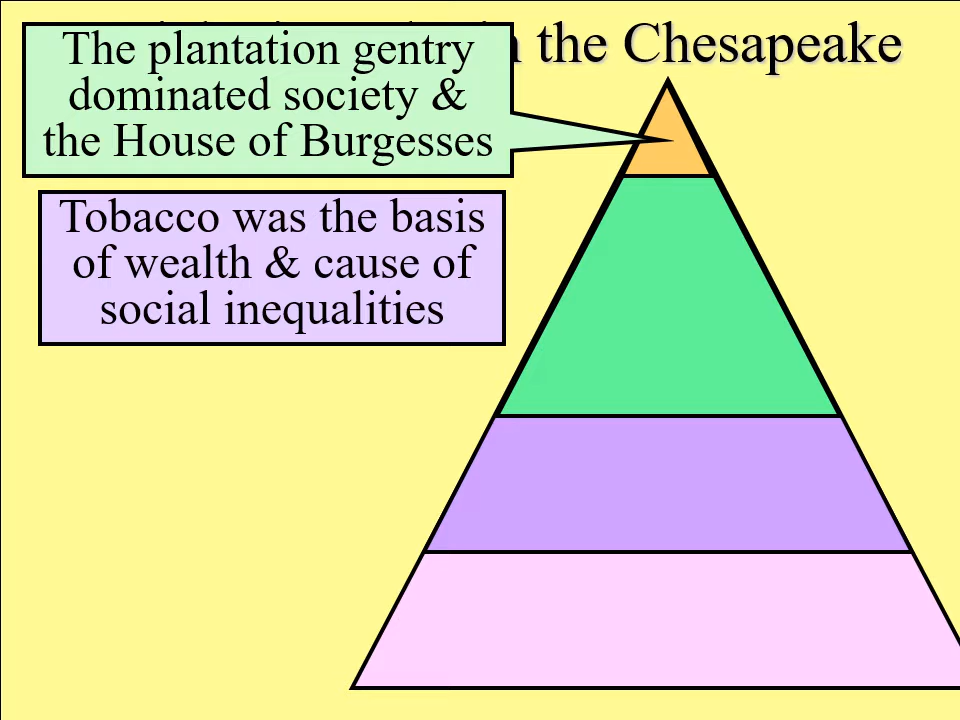 the Chesapeake
The plantation gentry
dominated society &
the House of Burgesses
Tobacco was the basis
of wealth & cause of
social inequalities